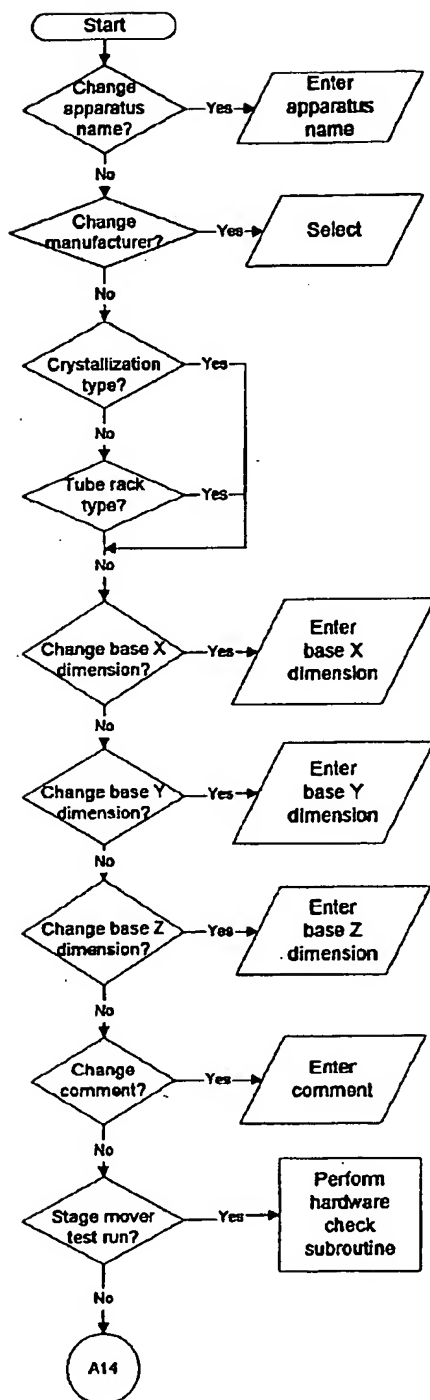 Start
Change
apparatus
name?
Yes
Enter
apparatus
name
No
Change
manufacturer?
Yes
Select
No
Crystallization
type?
Yes
No
Tube rack
type?
Yes
No
Change base X
dimension?
Yes
Enter
base X
dimension
No
Change base Y
dimension?
Yes
Enter
base Y
dimension
No
Change base Z
dimension?
Yes
Enter
base Z
dimension
No
Change
comment?
Yes
Enter
comment
No
Stage mover
test run?
Yes
Perform
hardware
check
subroutine
No
A14